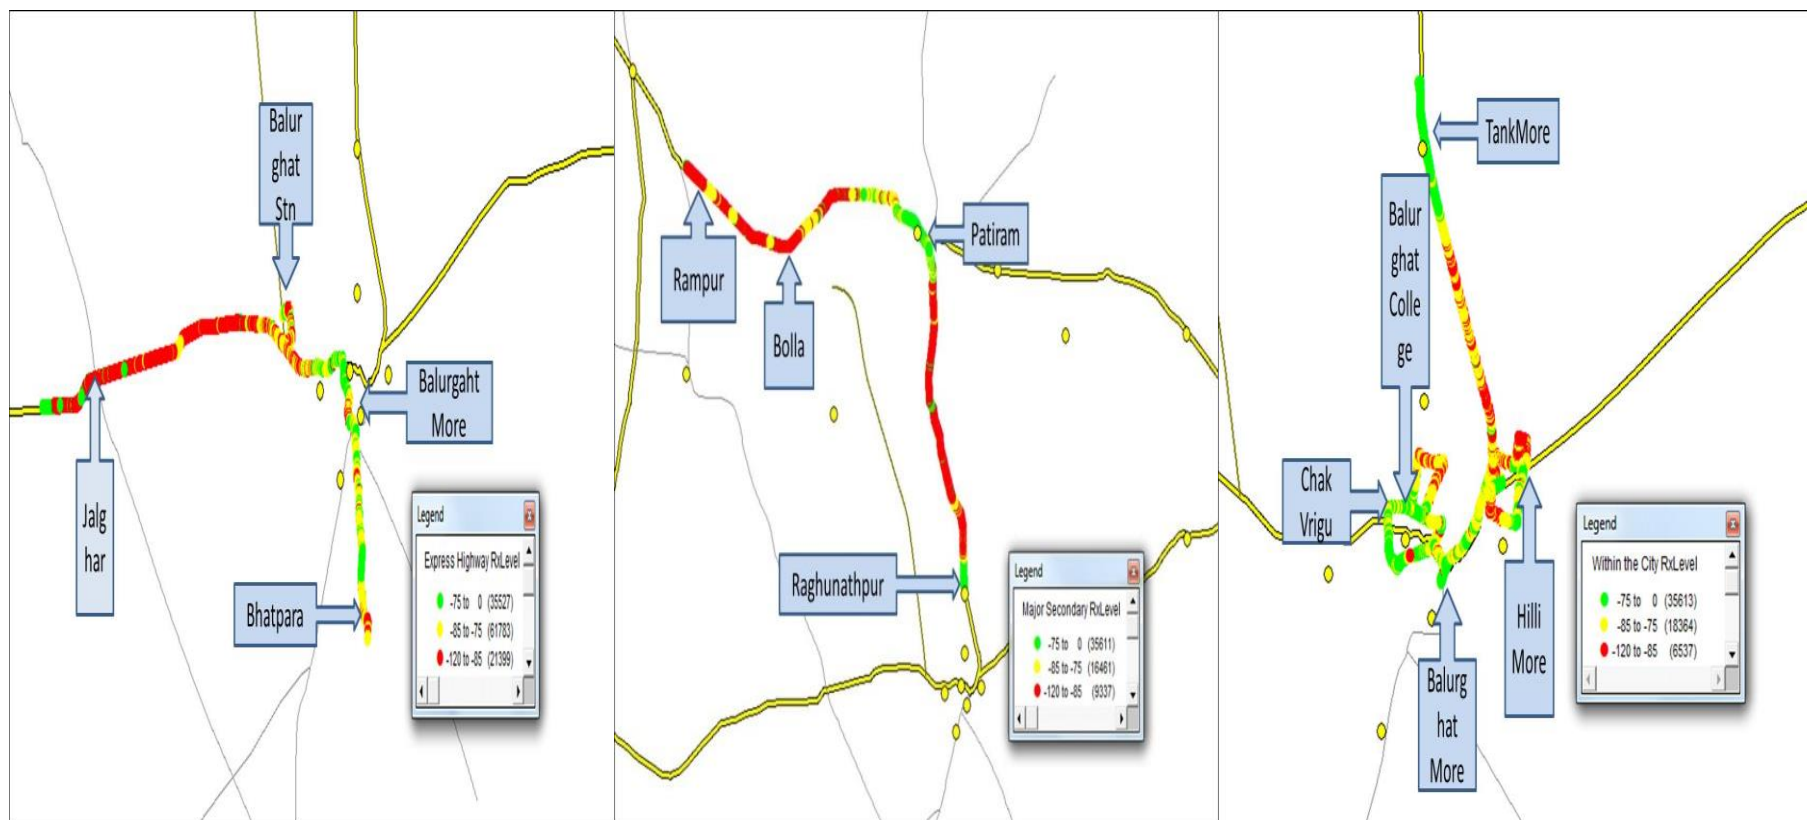 Balur
ghat
Stn
Balurgaht
More
Jalg
har
Bhatpara
Legend
Express Highway RxLevel
-75 to 0 (35527)
-85 to -75 (61783)
-120 to -85 (21399)
Rampur
Bolla
Patiram
Raghunathpur
Legend
Major Secondary RxLevel
-75 to 0 (35611)
-85 to -75 (16461)
-120 to -85 (9337)
TankMore
Balur
ghat
Colle
ge
Chak
Vrigu
Hilli
More
Balurg
hat
More
Legend
Within the City RxLevel
-75 to 0 (35613)
-85 to -75 (18364)
-120 to -85 (6537)